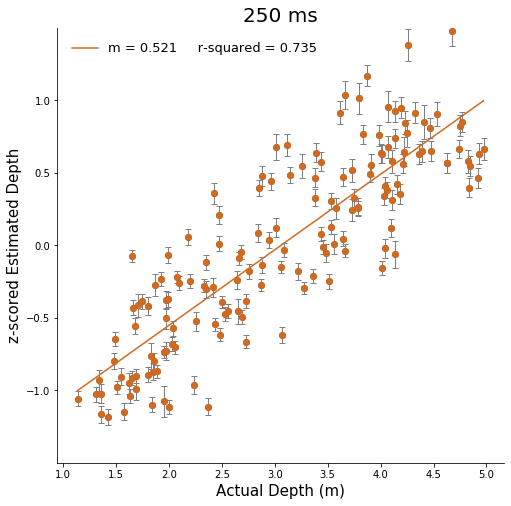 250 ms
m = 0.521 r-squared = 0.735
z-scored Estimated Depth
1.0
0.5
0.0
−0.5
−1.0
1.0 1.5 2.0 2.5 3.0 3.5 4.0 4.5 5.0
Actual Depth (m)